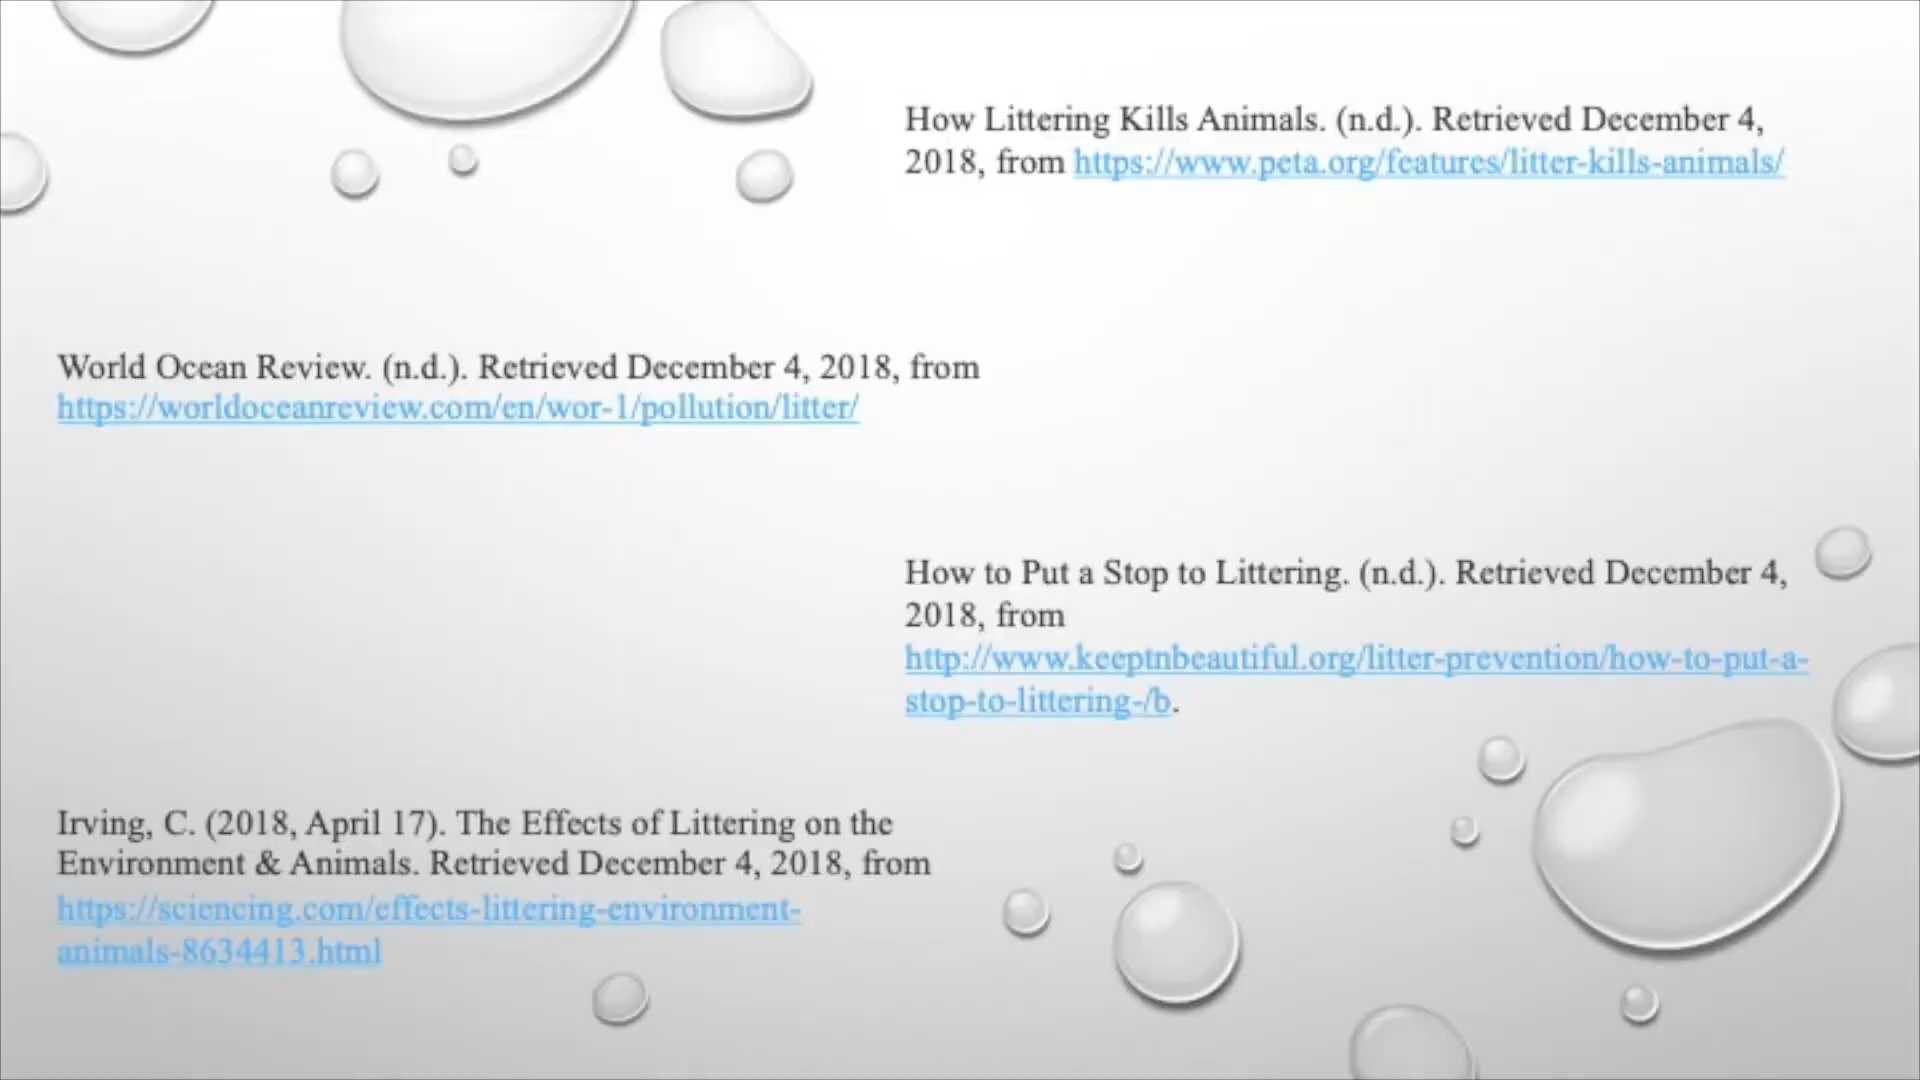 How Littering Kills Animals. (n.d.). Retrieved December 4,
2018, from https://www.peta.org/features/litter-kills-animals/
World Ocean Review. (n.d.). Retrieved December 4, 2018, from
https://worldoceanreview.com/en/wor-1/pollution/litter/
How to Put a Stop to Littering. (n.d.). Retrieved December 4,
2018, from
http://www.keeptnbeautiful.org/litter-prevention/how-to-put-a-
stop-to-littering-/b.
Irving, C. (2018, April 17). The Effects of Littering on the
Environment & Animals. Retrieved December 4, 2018, from
https://sciencing.com/effects-littering-environment-
animals-8634413.html